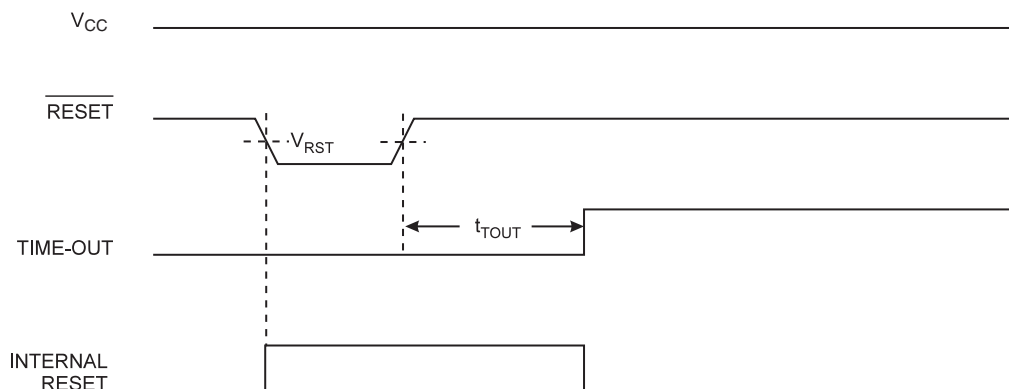 VCC
RESET
VRST
tTOUT
TIME-OUT
INTERNAL
RESET